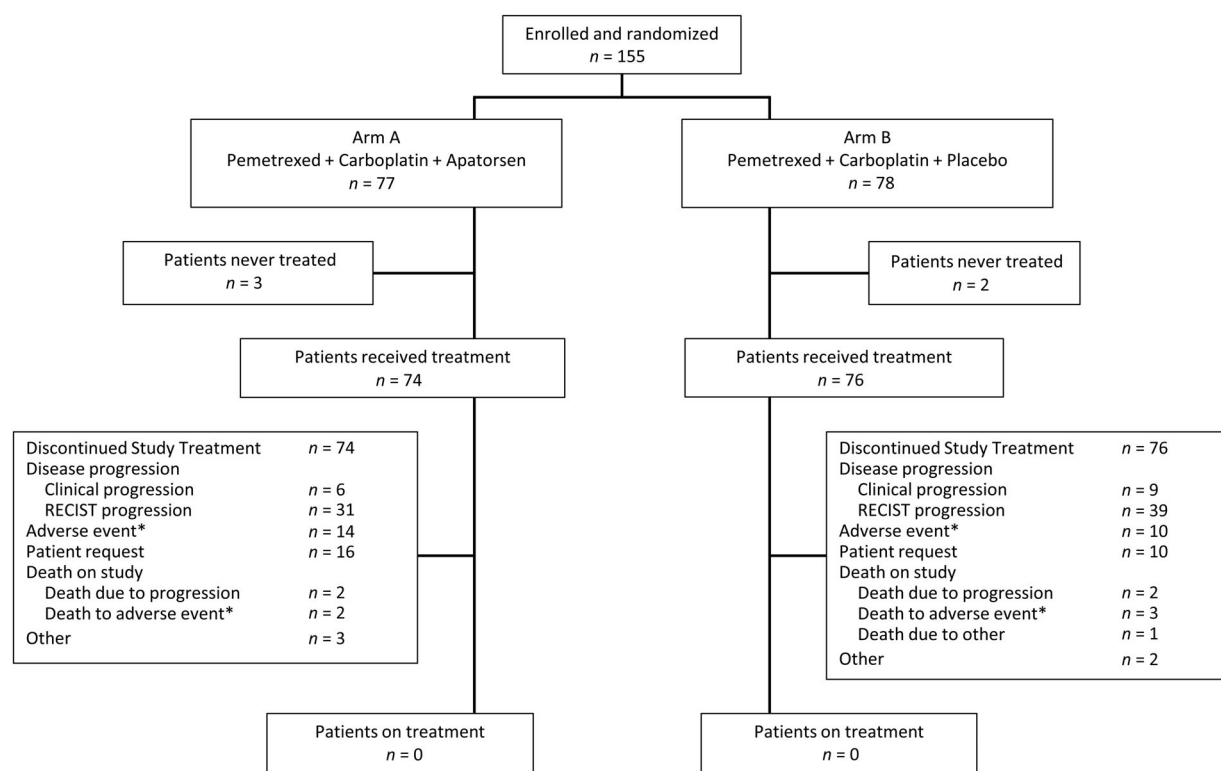 Enrolled and randomized
n = 155
Arm A
Pemetrexed + Carboplatin + Apatorsen
n = 77
Arm B
Pemetrexed + Carboplatin + Placebo
n = 78
Patients never treated
n = 3
Patients never treated
n = 2
Patients received treatment
n = 74
Patients received treatment
n = 76
Discontinued Study Treatment n = 74
Disease progression
Clinical progression n = 6
RECIST progression n = 31
Adverse event* n = 14
Patient request n = 16
Death on study
Death due to progression n = 2
Death to adverse event* n = 2
Other n = 3
Discontinued Study Treatment n = 76
Disease progression
Clinical progression n = 9
RECIST progression n = 39
Adverse event* n = 10
Patient request n = 10
Death on study
Death due to progression n = 2
Death to adverse event* n = 3
Death due to other n = 1
Other n = 2
Patients on treatment
n = 0
Patients on treatment
n = 0